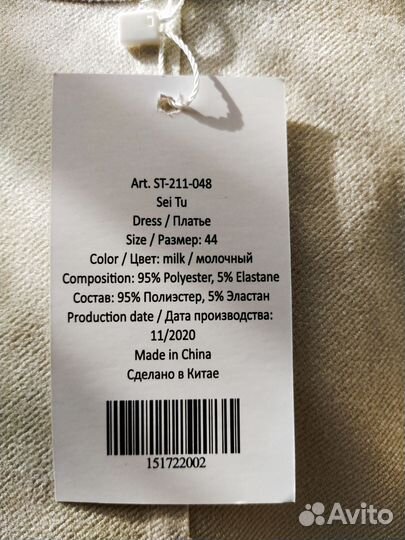 Art. ST-211-048
Sei Tu
Dress / Платье
Size / Размер: 44
Color / Цвет: milk / молочный
Composition: 95% Polyester, 5% Elastane
Состав: 95% Полиэстер, 5% Эластан
Production date / Дата производства:
11/2020
Made in China
Сделано в Китае
151722002
Avito